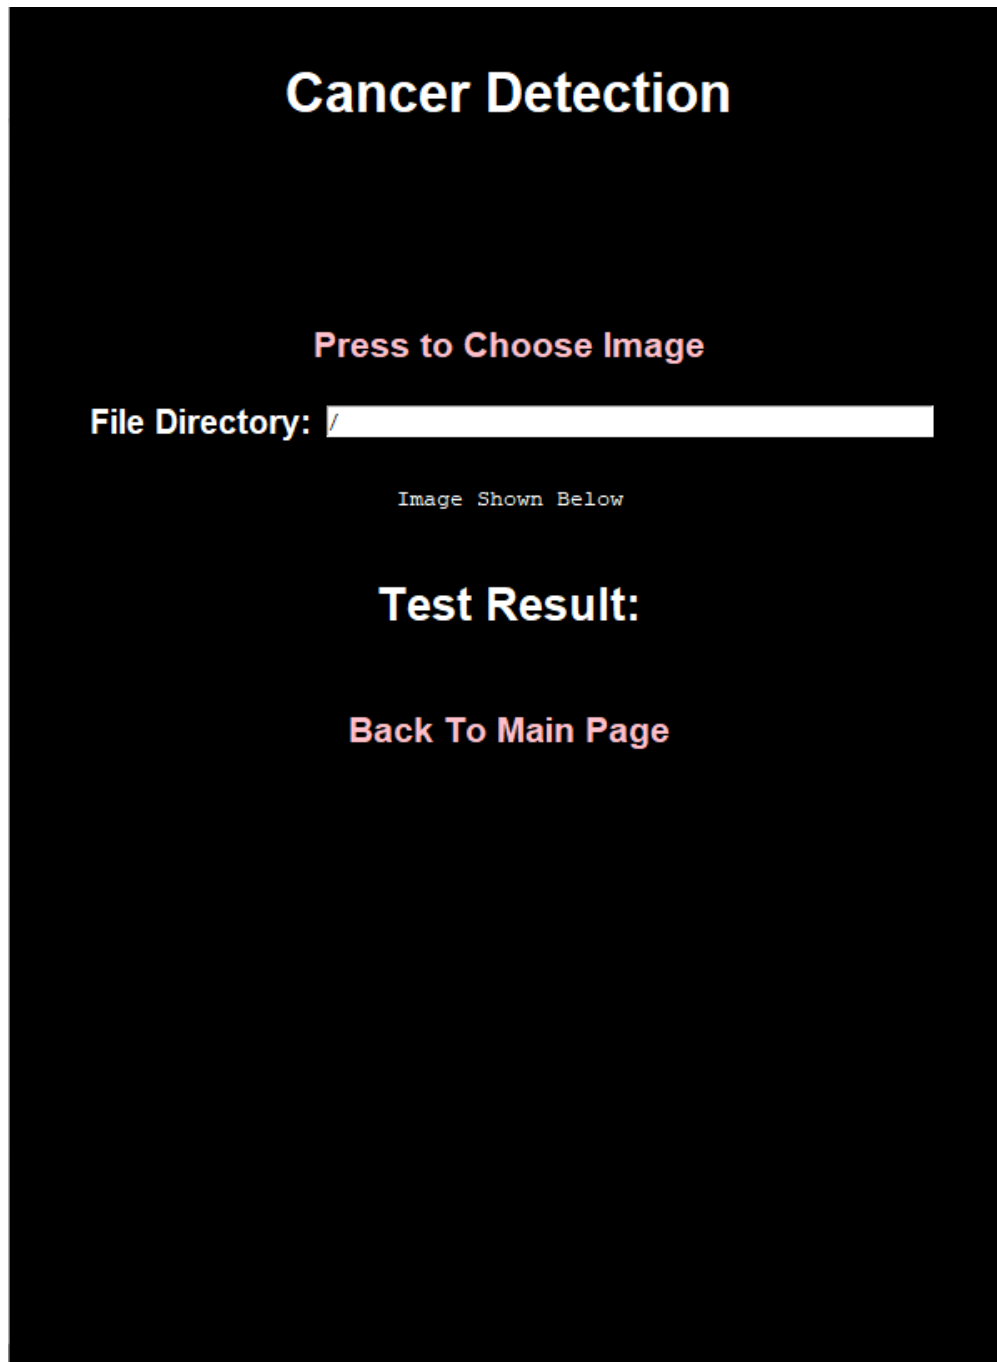 Cancer Detection
Press to Choose Image
File Directory: /
Image Shown Below
Test Result:
Back To Main Page